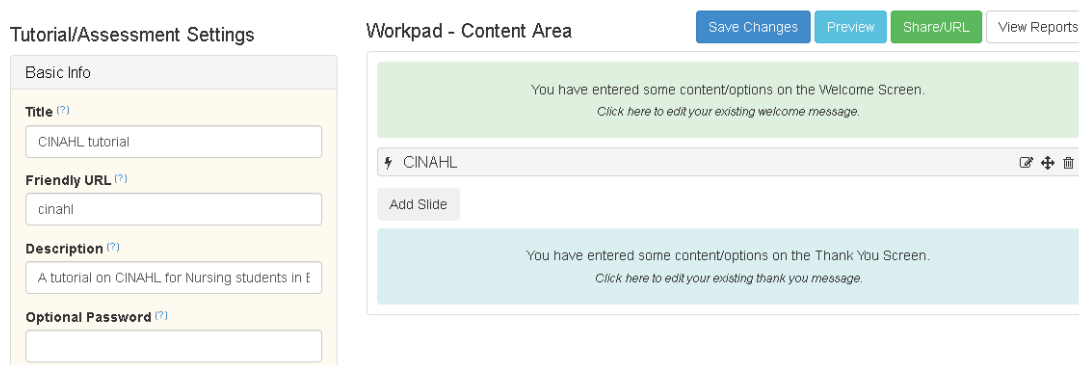 Tutorial/Assessment Settings
Basic Info
Title (?)
CINAHL tutorial
Friendly URL (?)
cinahl
Description (?)
A tutorial on CINAHL for Nursing students in E
Optional Password (?)
Workpad - Content Area
Save Changes
Preview
Share/URL
View Reports
You have entered some content/options on the Welcome Screen.
Click here to edit your existing welcome message.
CINAHL
Add Slide
You have entered some content/options on the Thank You Screen.
Click here to edit your existing thank you message.